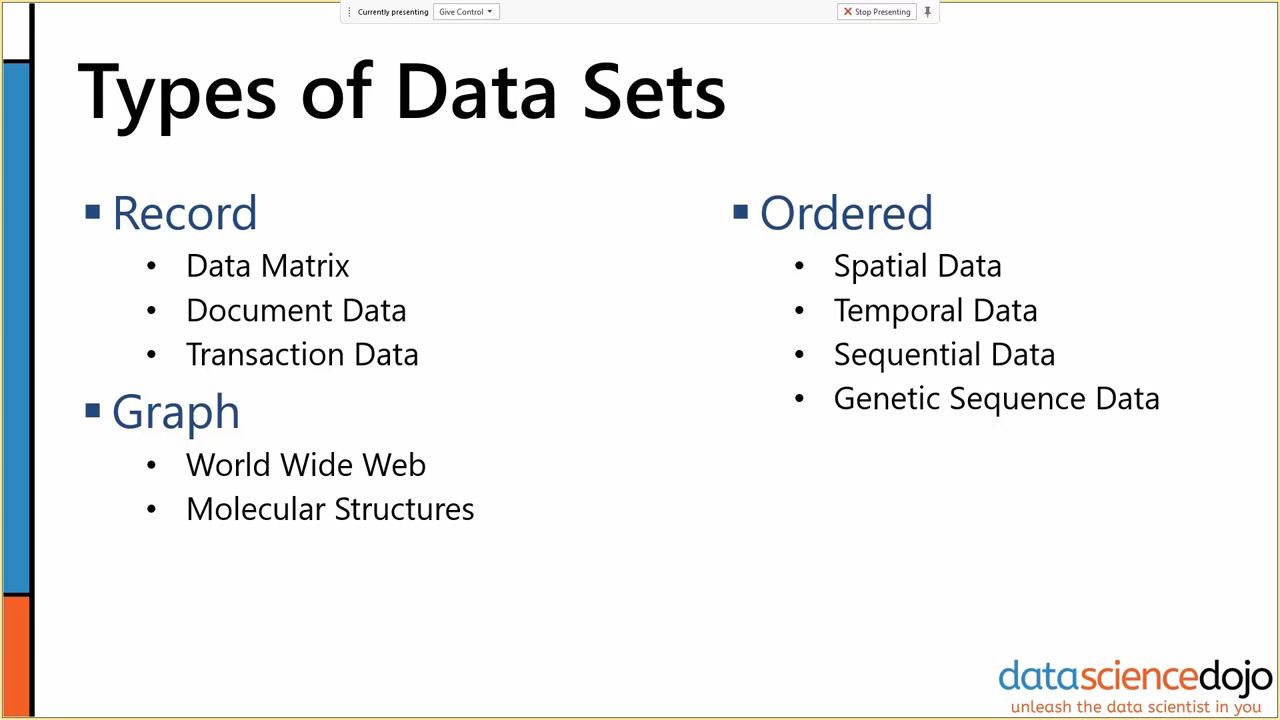 Currently presenting Give Control Stop Presenting
Types of Data Sets
Record
Data Matrix
Document Data
Transaction Data
Graph
World Wide Web
Molecular Structures
Ordered
Spatial Data
Temporal Data
Sequential Data
Genetic Sequence Data
datasciencedojo
unleash the data scientist in you